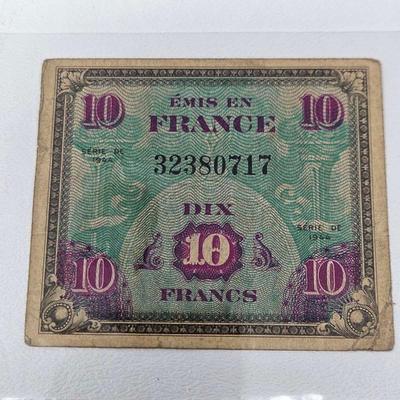 10 ÉMIS EN 10
FRANCE
SÉRIE DE
1944
32380717
DIX
SÉRIE DE
1944
10
10 10
FRANCS